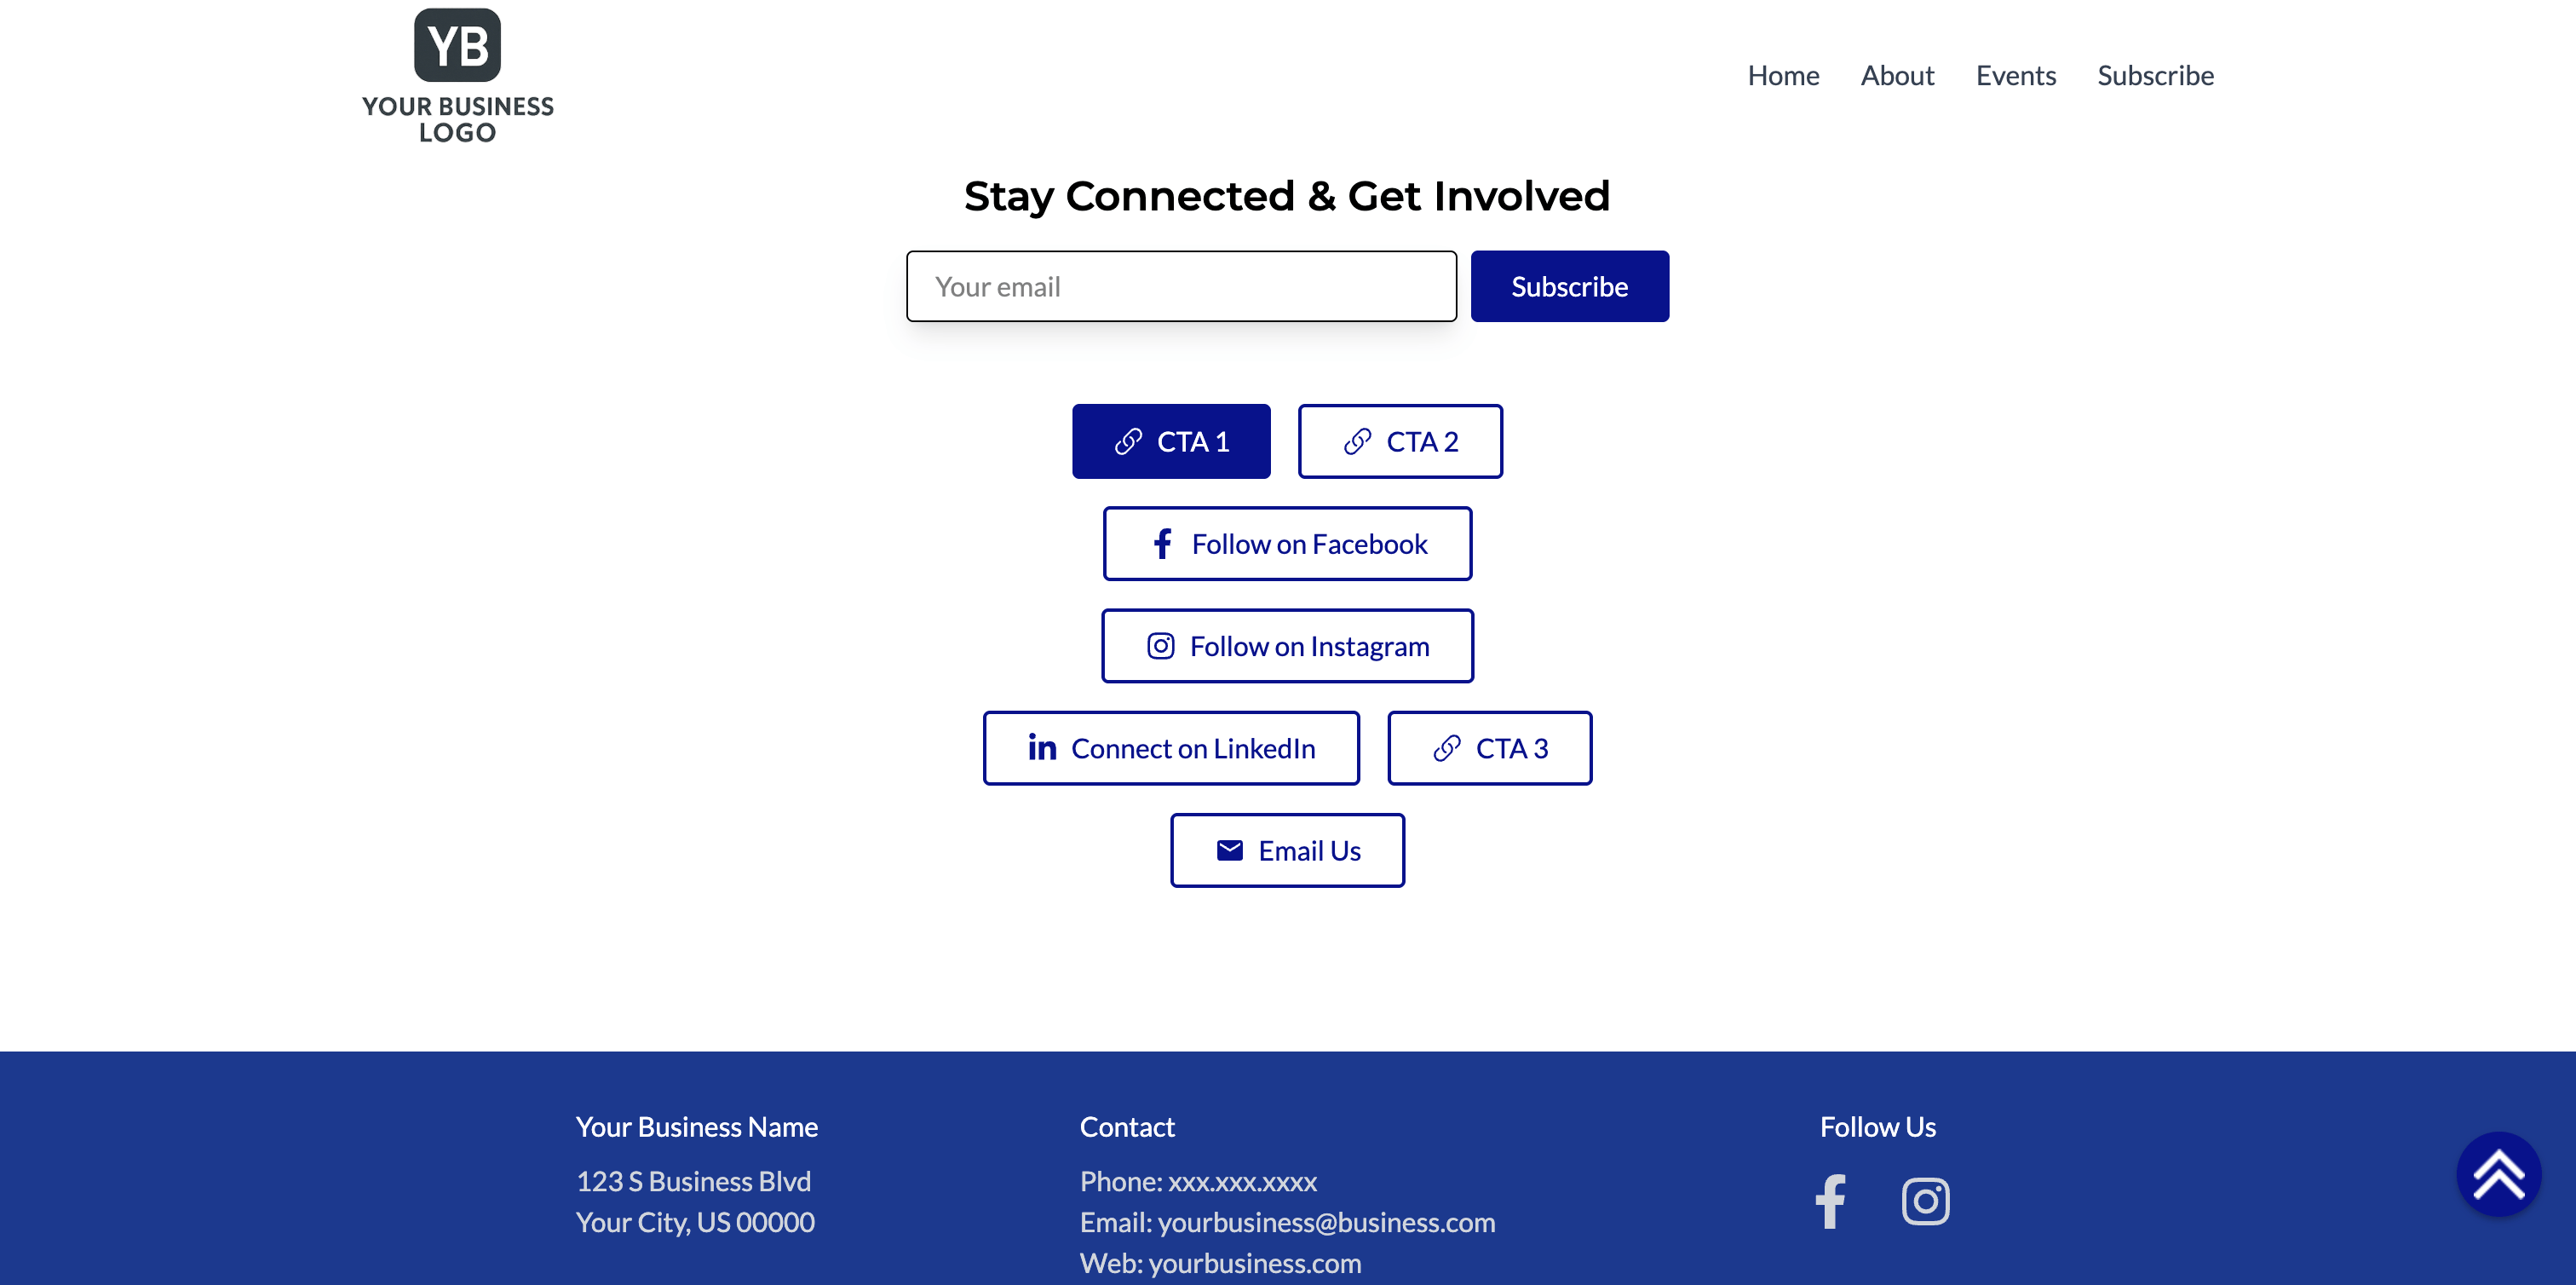 YB
YOUR BUSINESS
LOGO
Home About Events Subscribe
Stay Connected & Get Involved
Your email
Subscribe
CTA 1
CTA 2
Follow on Facebook
Follow on Instagram
Connect on LinkedIn
CTA 3
Email Us
Your Business Name
123 S Business Blvd
Your City, US 00000
Contact
Phone: xxx.xxx.xxxx
Email: yourbusiness@business.com
Web: yourbusiness.com
Follow Us